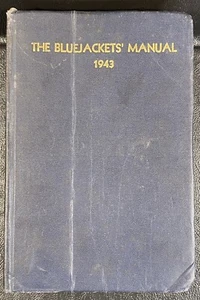 THE BLUEJACKETS' MANUAL
1943